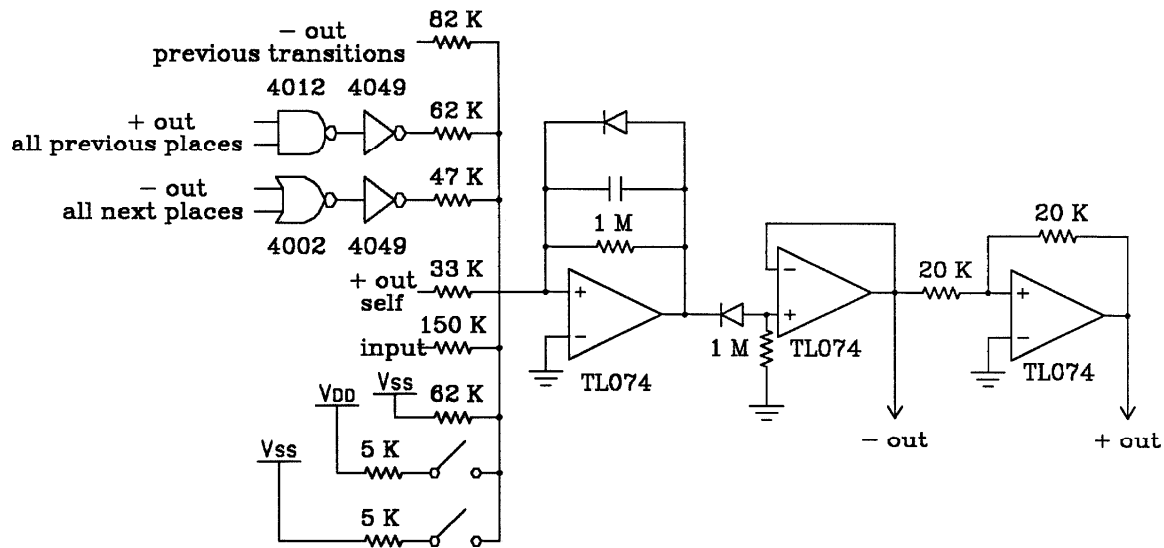 82 K
− out
previous transitions
4012 4049
62 K
+ out
all previous places
47 K
− out
all next places
4002 4049
1 M
20 K
+ out
self
33 K
+
−
TL074
−
+
TL074
1 M
20 K
+
−
TL074
150 K
input
VDD
Vss
62 K
Vss
5 K
5 K
− out
+ out